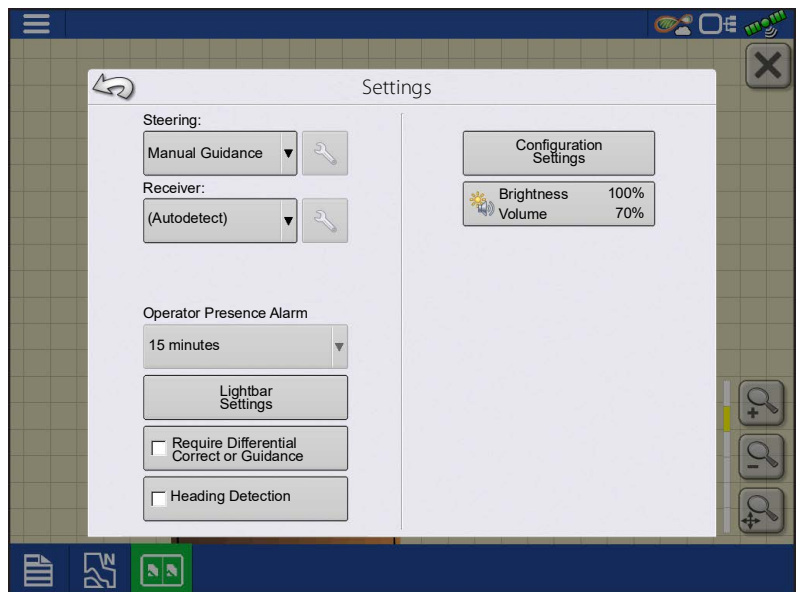 Settings
Steering:
Manual Guidance
Receiver:
(Autodetect)
Operator Presence Alarm
15 minutes
Lightbar
Settings
Require Differential
Correct or Guidance
Heading Detection
Configuration
Settings
Brightness 100%
Volume 70%
N